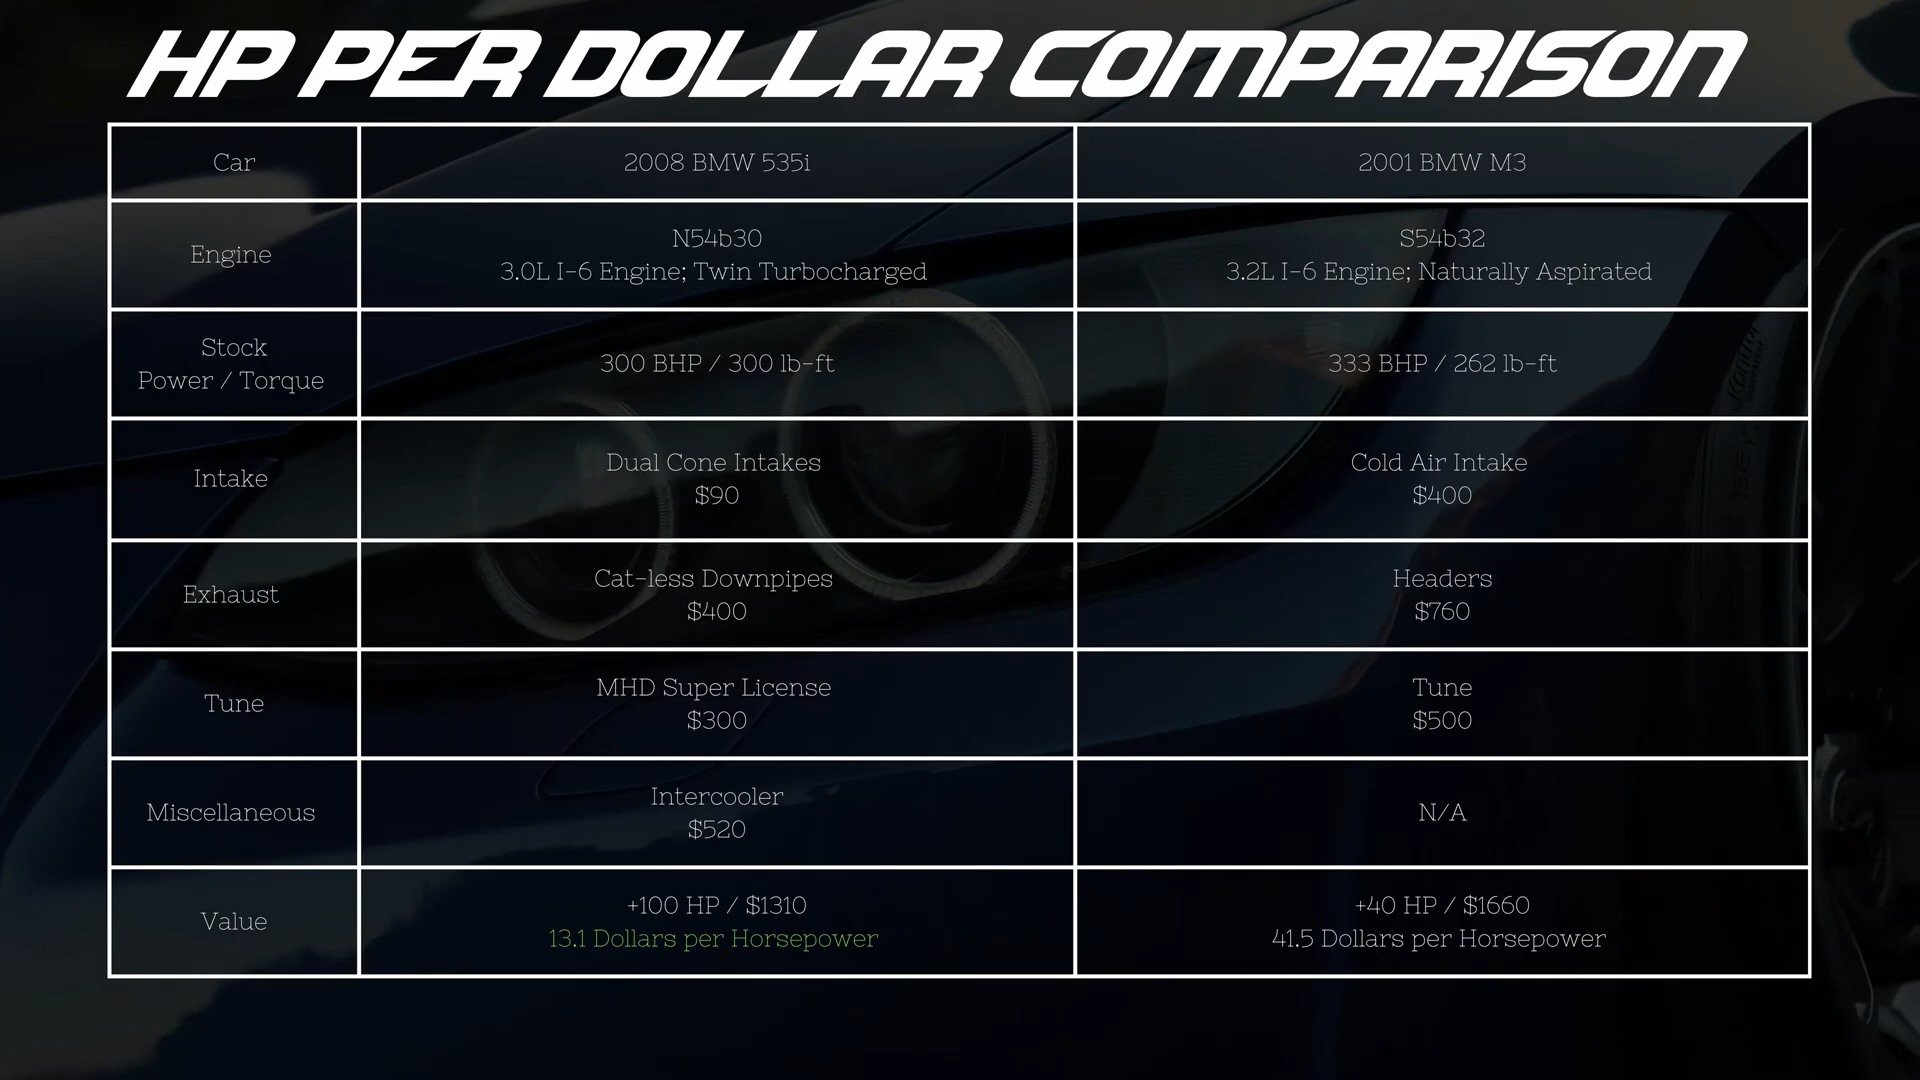 HP PER DOLLAR COMPARISON
Car
2008 BMW 535i
2001 BMW M3
Engine
N54b30
3.0L I-6 Engine; Twin Turbocharged
S54b32
3.2L I-6 Engine; Naturally Aspirated
Stock
Power / Torque
300 BHP / 300 lb-ft
333 BHP / 262 lb-ft
Intake
Dual Cone Intakes
$90
Cold Air Intake
$400
Exhaust
Cat-less Downpipes
$400
Headers
$760
Tune
MHD Super License
$300
Tune
$500
Miscellaneous
Intercooler
$520
N/A
Value
+100 HP / $1310
13.1 Dollars per Horsepower
+40 HP / $1660
41.5 Dollars per Horsepower